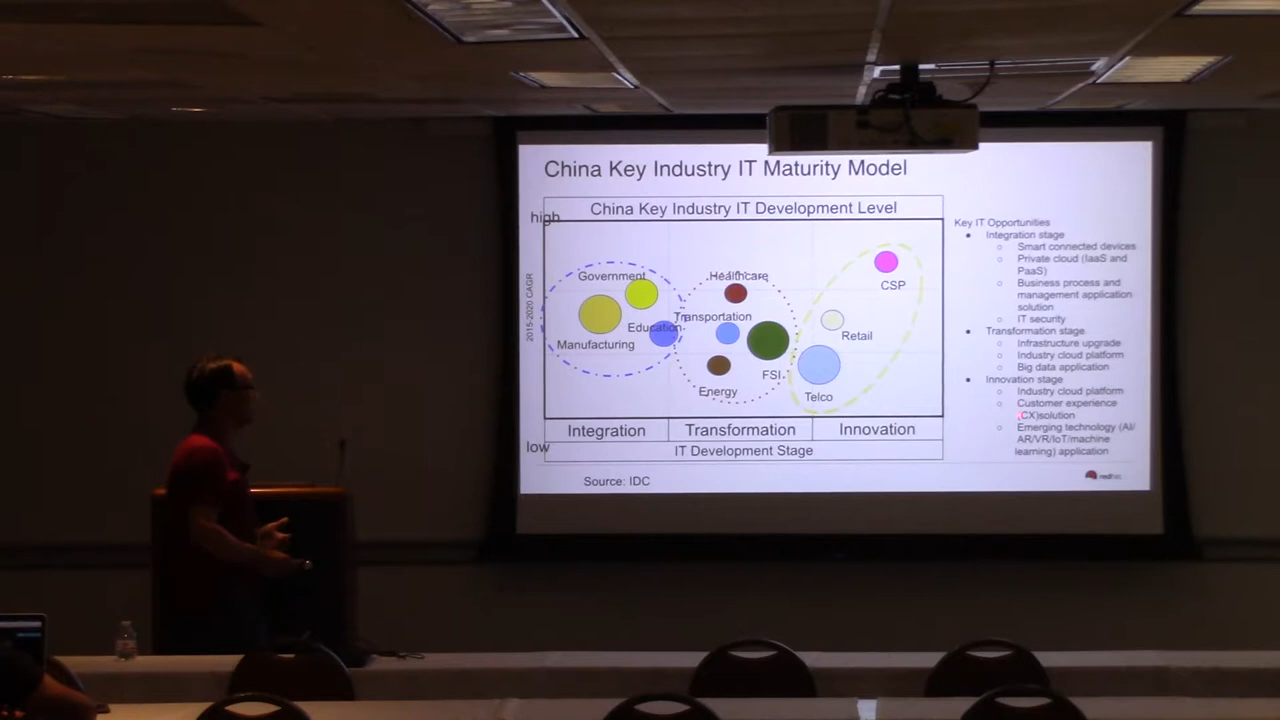 China Key Industry IT Maturity Model
China Key Industry IT Development Level
high
2015-2020 CAGR
Government
Healthcare
CSP
Transportation
Education
Manufacturing
Retail
FSI
Energy
Telco
Integration
Transformation
Innovation
low
IT Development Stage
Source: IDC
Key IT Opportunities
Integration stage
Smart connected devices
Private cloud (IaaS and
PaaS)
Business process and
management application
solution
IT security
Transformation stage
Infrastructure upgrade
Industry cloud platform
Big data application
Innovation stage
Industry cloud platform
Customer experience
(CX)solution
Emerging technology (AI/
AR/VR/IoT/machine
learning) application
redhat